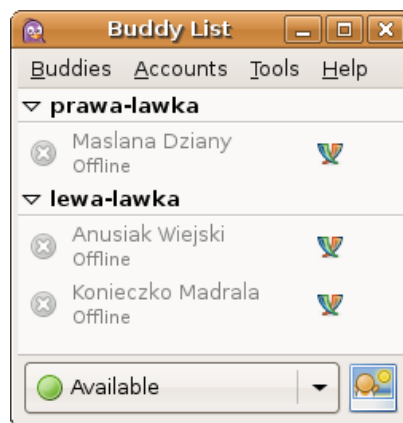 Buddy List
Buddies Accounts Tools Help
prawa-lawka
Maslana Dziany
Offline
lewa-lawka
Anusiak Wiejski
Offline
Konieczko Madrala
Offline
Available